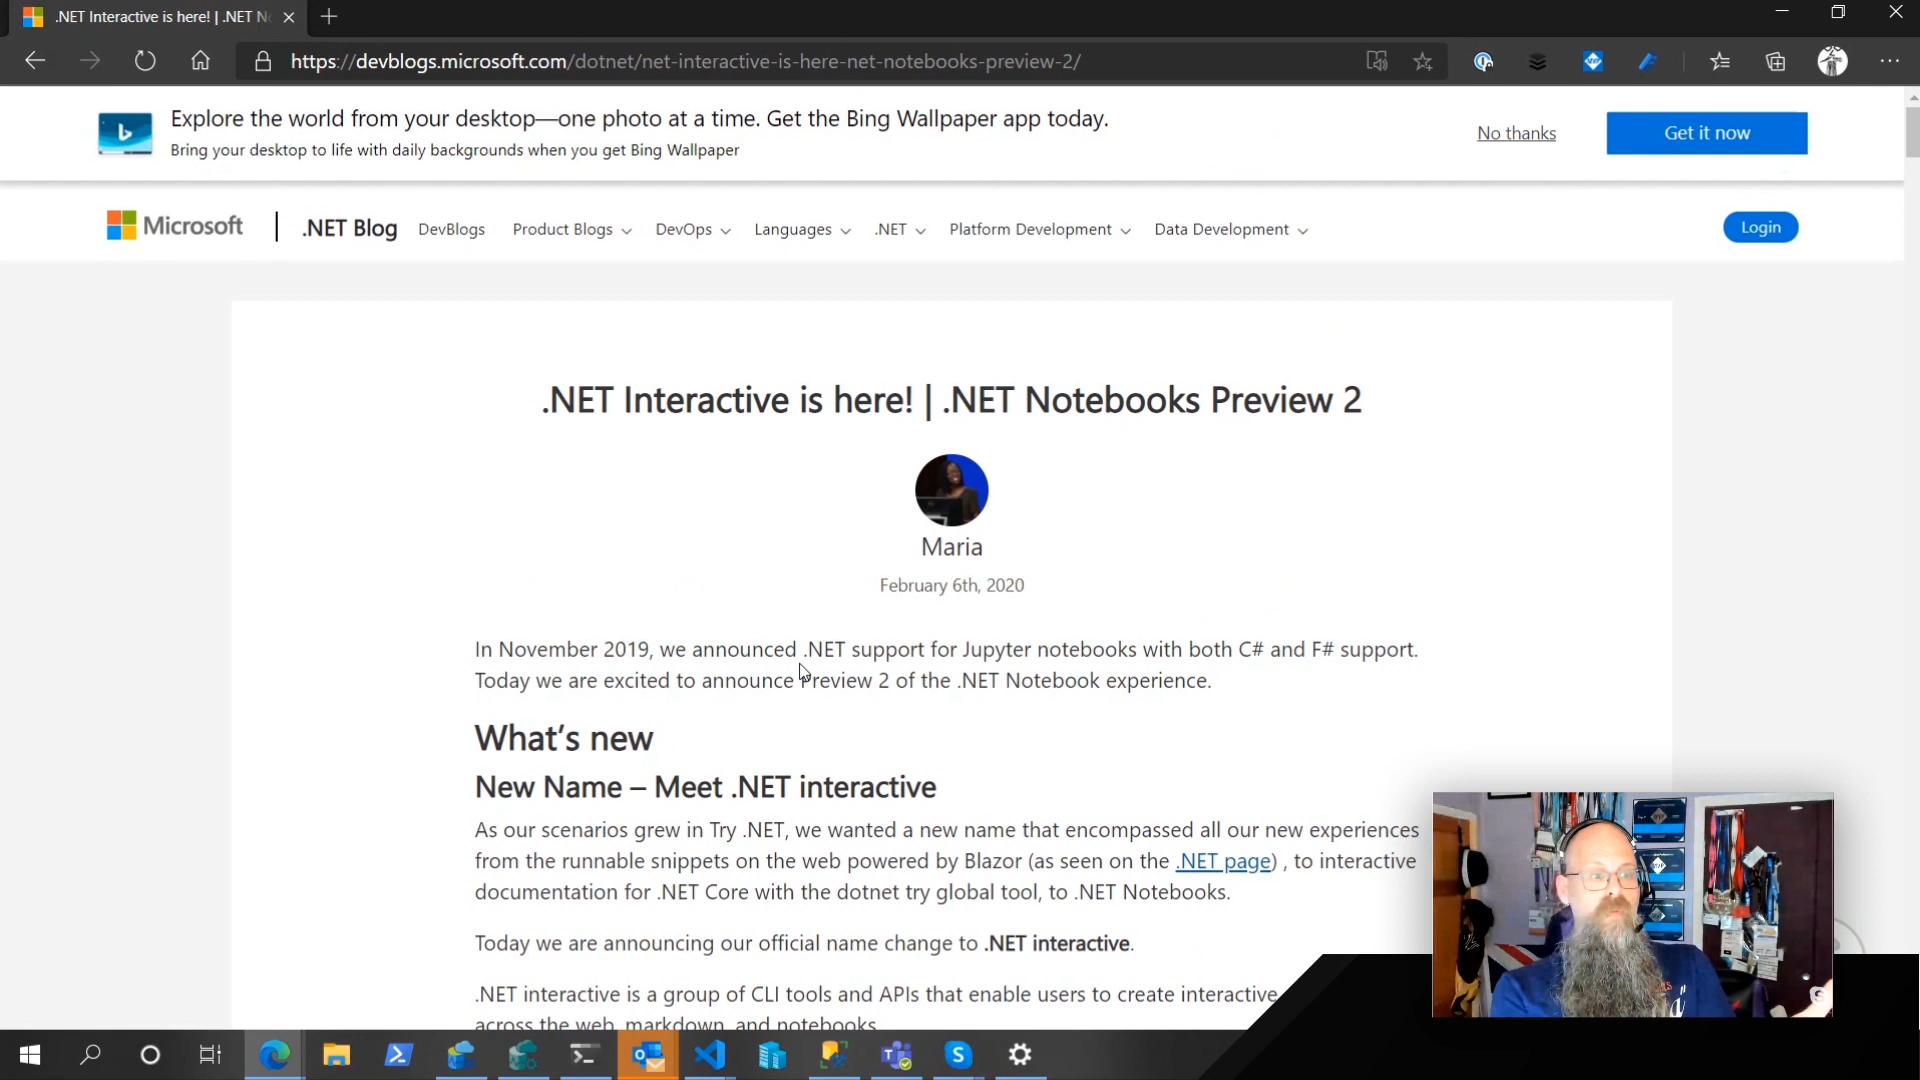 .NET Interactive is here! | .NET N
https://devblogs.microsoft.com/dotnet/net-interactive-is-here-net-notebooks-preview-2/
Explore the world from your desktop—one photo at a time. Get the Bing Wallpaper app today.
Bring your desktop to life with daily backgrounds when you get Bing Wallpaper
No thanks
Get it now
Microsoft
.NET Blog
DevBlogs
Product Blogs
DevOps
Languages
.NET
Platform Development
Data Development
Login
.NET Interactive is here! | .NET Notebooks Preview 2
Maria
February 6th, 2020
In November 2019, we announced .NET support for Jupyter notebooks with both C# and F# support.
Today we are excited to announce Preview 2 of the .NET Notebook experience.
What's new
New Name – Meet .NET interactive
As our scenarios grew in Try .NET, we wanted a new name that encompassed all our new experiences
from the runnable snippets on the web powered by Blazor (as seen on the .NET page) , to interactive
documentation for .NET Core with the dotnet try global tool, to .NET Notebooks.
Today we are announcing our official name change to .NET interactive.
.NET interactive is a group of CLI tools and APIs that enable users to create interactive
across the web, markdown, and notebooks